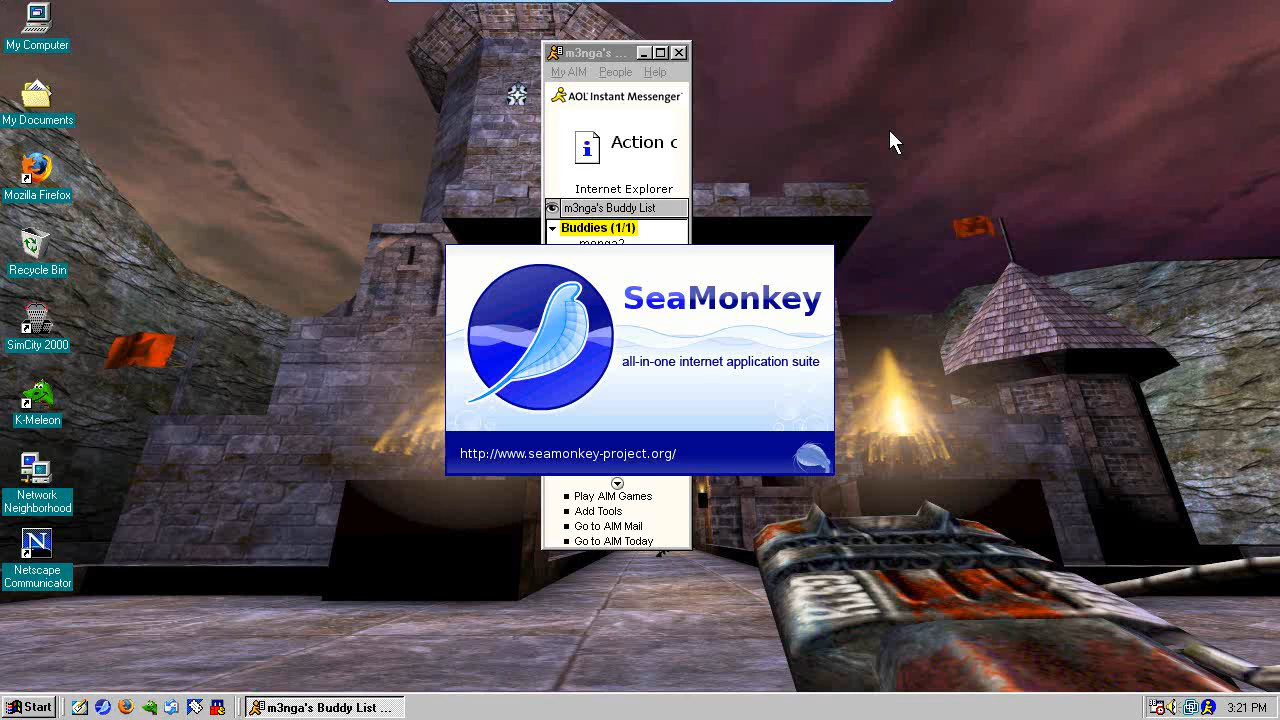 My Computer
My Documents
Mozilla Firefox
Recycle Bin
SimCity 2000
K-Meleon
Network
Neighborhood
Netscape
Communicator
m3nga's ...
My AIM People Help
AOL Instant Messenger
Action c
Internet Explorer
m3nga's Buddy List
Buddies (1/1)
SeaMonkey
all-in-one internet application suite
http://www.seamonkey-project.org/
Play AIM Games
Add Tools
Go to AIM Mail
Go to AIM Today
Start
m3nga's Buddy List ...
3:21 PM